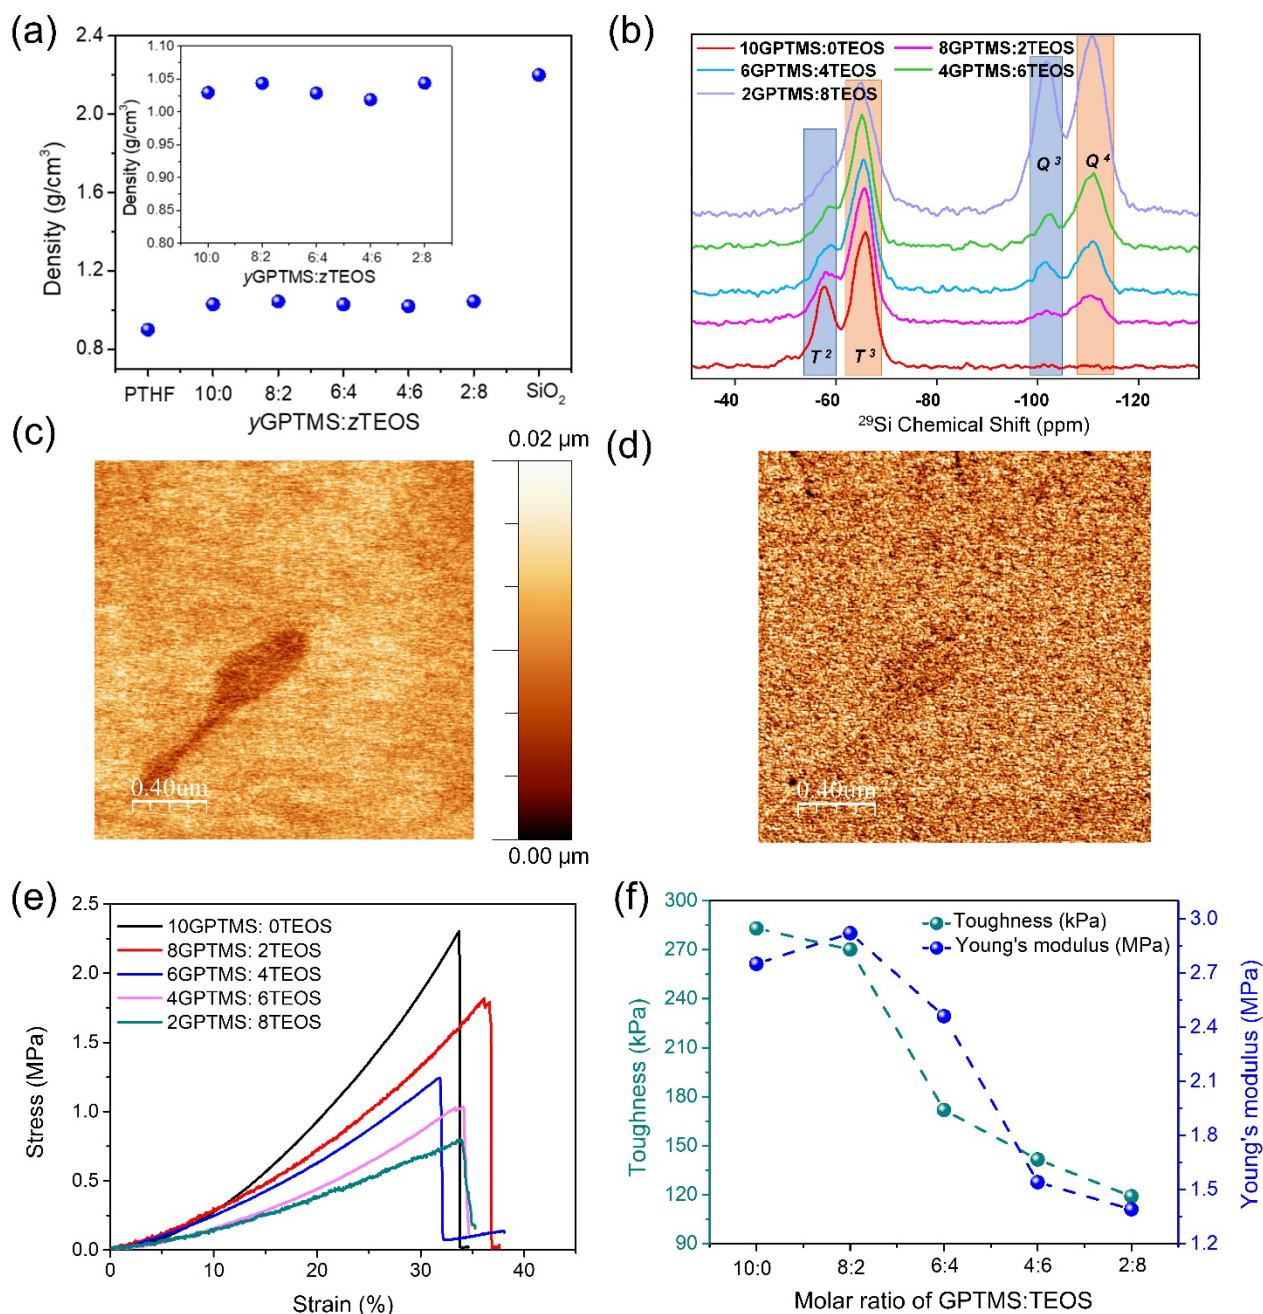 (a)
2.4
2.0
1.6
1.2
0.8
Density (g/cm³)
PTHF 10:0 8:2 6:4 4:6 2:8 SiO₂
yGPTMS:zTEOS
1.10
1.05
1.00
0.95
0.90
0.85
0.80
Density (g/cm³)
10:0 8:2 6:4 4:6 2:8
yGPTMS:zTEOS
(b)
10GPTMS:0TEOS 8GPTMS:2TEOS
6GPTMS:4TEOS 4GPTMS:6TEOS
2GPTMS:8TEOS
Q³ Q⁴
T² T³
-40 -60 -80 -100 -120
²⁹Si Chemical Shift (ppm)
(c)
0.02 µm
0.40um
0.00 µm
(d)
0.40um
(e)
2.5
2.0
1.5
1.0
0.5
0.0
Stress (MPa)
10GPTMS: 0TEOS
8GPTMS: 2TEOS
6GPTMS: 4TEOS
4GPTMS: 6TEOS
2GPTMS: 8TEOS
0 10 20 30 40
Strain (%)
(f)
300
270
240
210
180
150
120
90
Toughness (kPa)
Toughness (kPa)
Young's modulus (MPa)
3.0
2.7
2.4
2.1
1.8
1.5
1.2
Young's modulus (MPa)
10:0 8:2 6:4 4:6 2:8
Molar ratio of GPTMS:TEOS